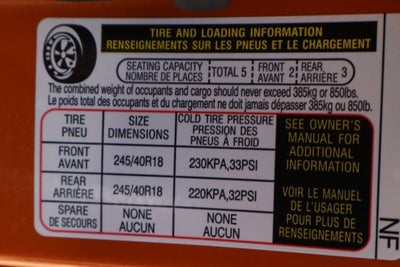 TIRE AND LOADING INFORMATION
RENSEIGNEMENTS SUR LES PNEUS ET LE CHARGEMENT
SEATING CAPACITY
NOMBRE DE PLACES TOTAL 5 FRONT AVANT 2 REAR ARRIÈRE 3
The combined weight of occupants and cargo should never exceed 385kg or 850lb.
Le poids total des occupants et du chargement ne doit jamais dépasser 385kg ou 850lb.
TIRE
PNEU
SIZE
DIMENSIONS
COLD TIRE PRESSURE
PRESSION DES
PNEUS À FROID
FRONT
AVANT
245/40R18
230KPA,33PSI
REAR
ARRIÈRE
245/40R18
220KPA,32PSI
SPARE
DE SECOURS
NONE
AUCUN
NONE
AUCUN
SEE OWNER'S
MANUAL FOR
ADDITIONAL
INFORMATION
VOIR LE MANUEL
DE L'USAGER
POUR PLUS DE
RENSEIGNEMENTS
NF